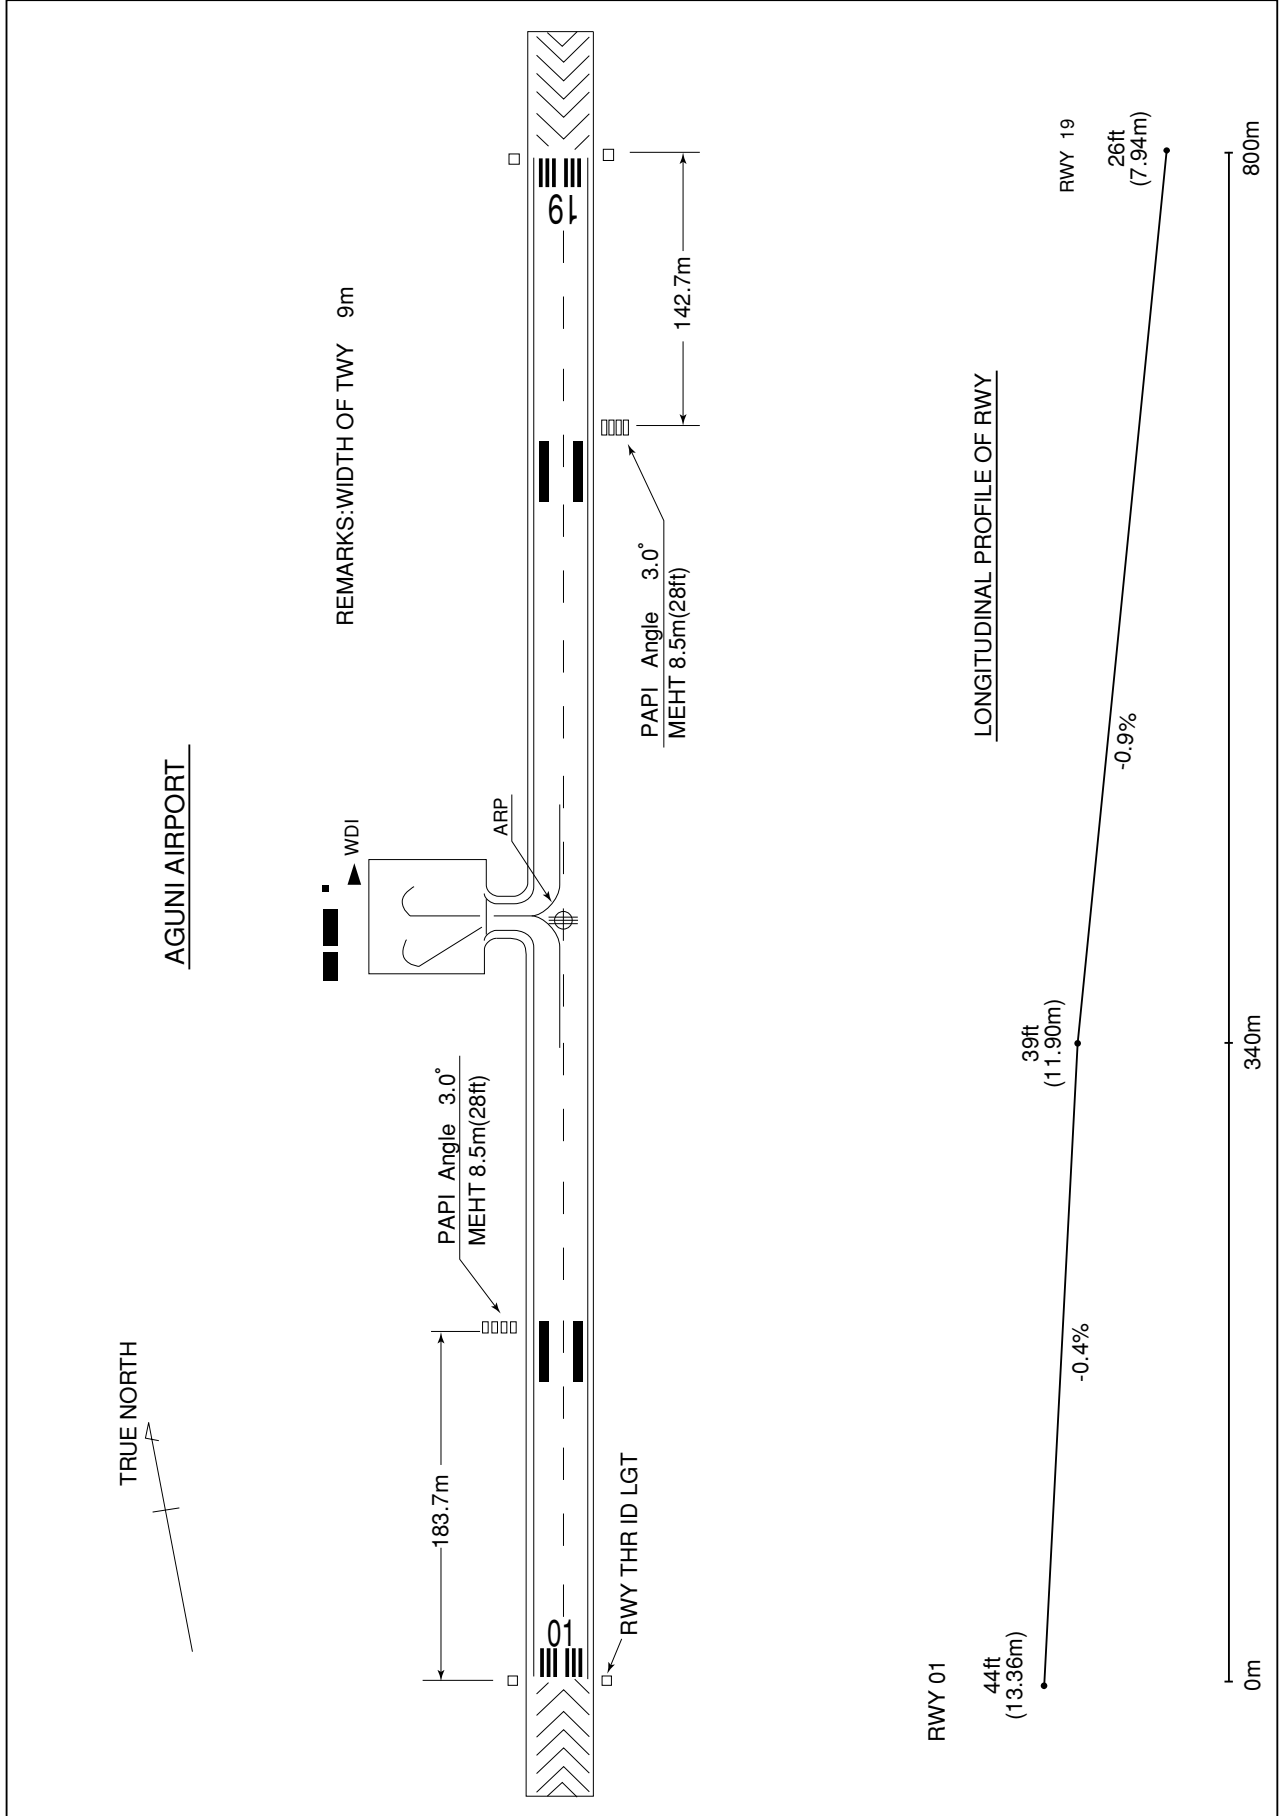 AGUNI AIRPORT
TRUE NORTH
REMARKS:WIDTH OF TWY 9m
WDI
ARP
183.7m
PAPI Angle 3.0°
MEHT 8.5m(28ft)
01
19
RWY THR ID LGT
PAPI Angle 3.0°
MEHT 8.5m(28ft)
142.7m
LONGITUDINAL PROFILE OF RWY
RWY 01
44ft
(13.36m)
-0.4%
39ft
(11.90m)
-0.9%
RWY 19
26ft
(7.94m)
0m
340m
800m